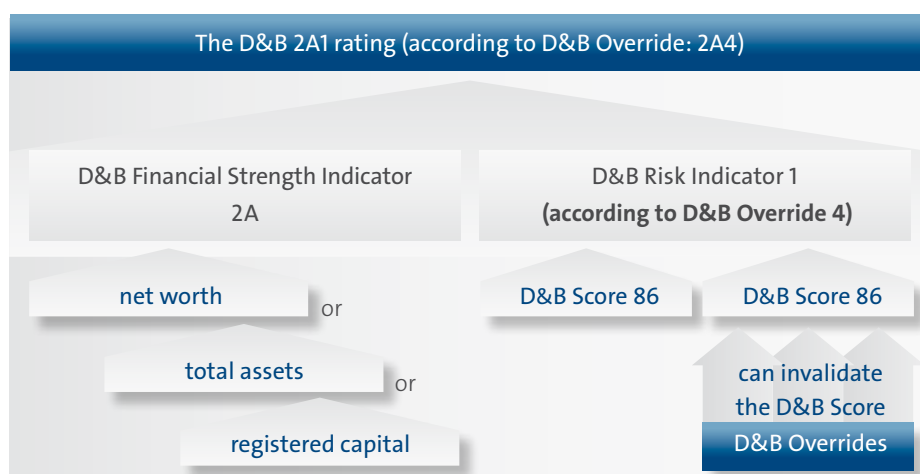 The D&B 2A1 rating (according to D&B Override: 2A4)
D&B Financial Strength Indicator
2A
D&B Risk Indicator 1
(according to D&B Override 4)
net worth
or
total assets
or
registered capital
D&B Score 86
D&B Score 86
can invalidate
the D&B Score
D&B Overrides